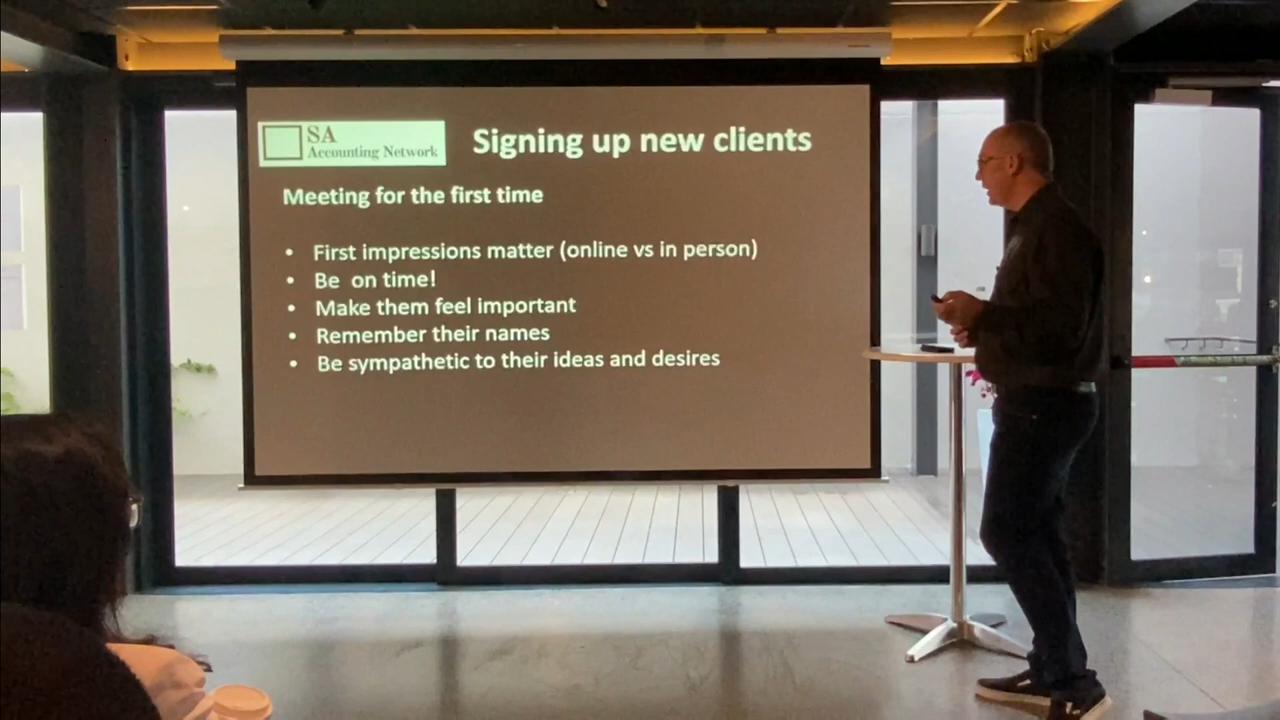 SA
Accounting Network
Signing up new clients
Meeting for the first time
• First impressions matter (online vs in person)
• Be on time!
• Make them feel important
• Remember their names
• Be sympathetic to their ideas and desires